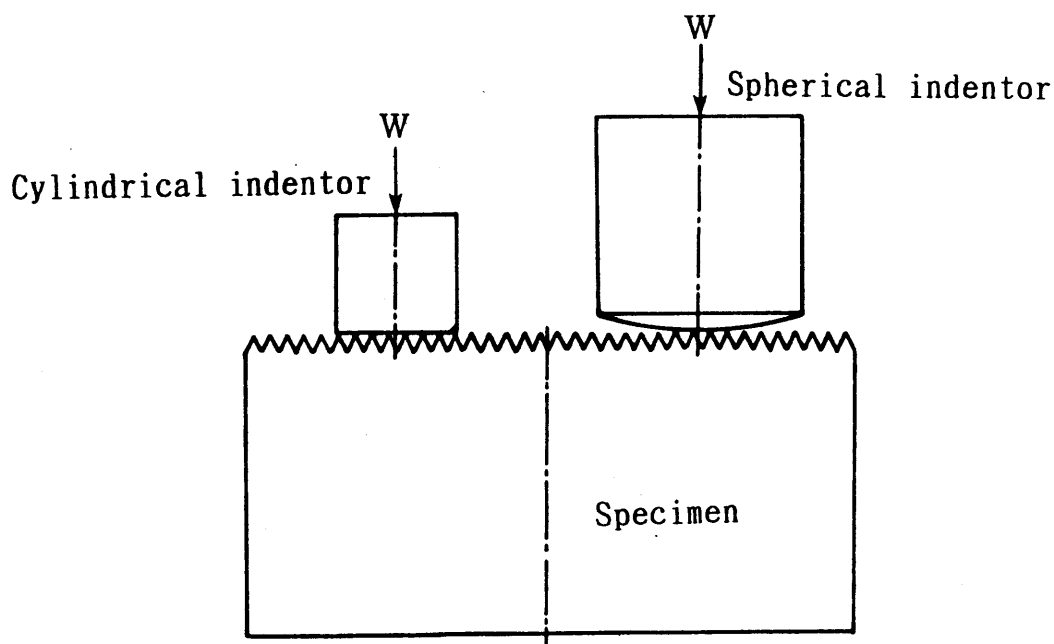 W
Spherical indentor
W
Cylindrical indentor
Specimen